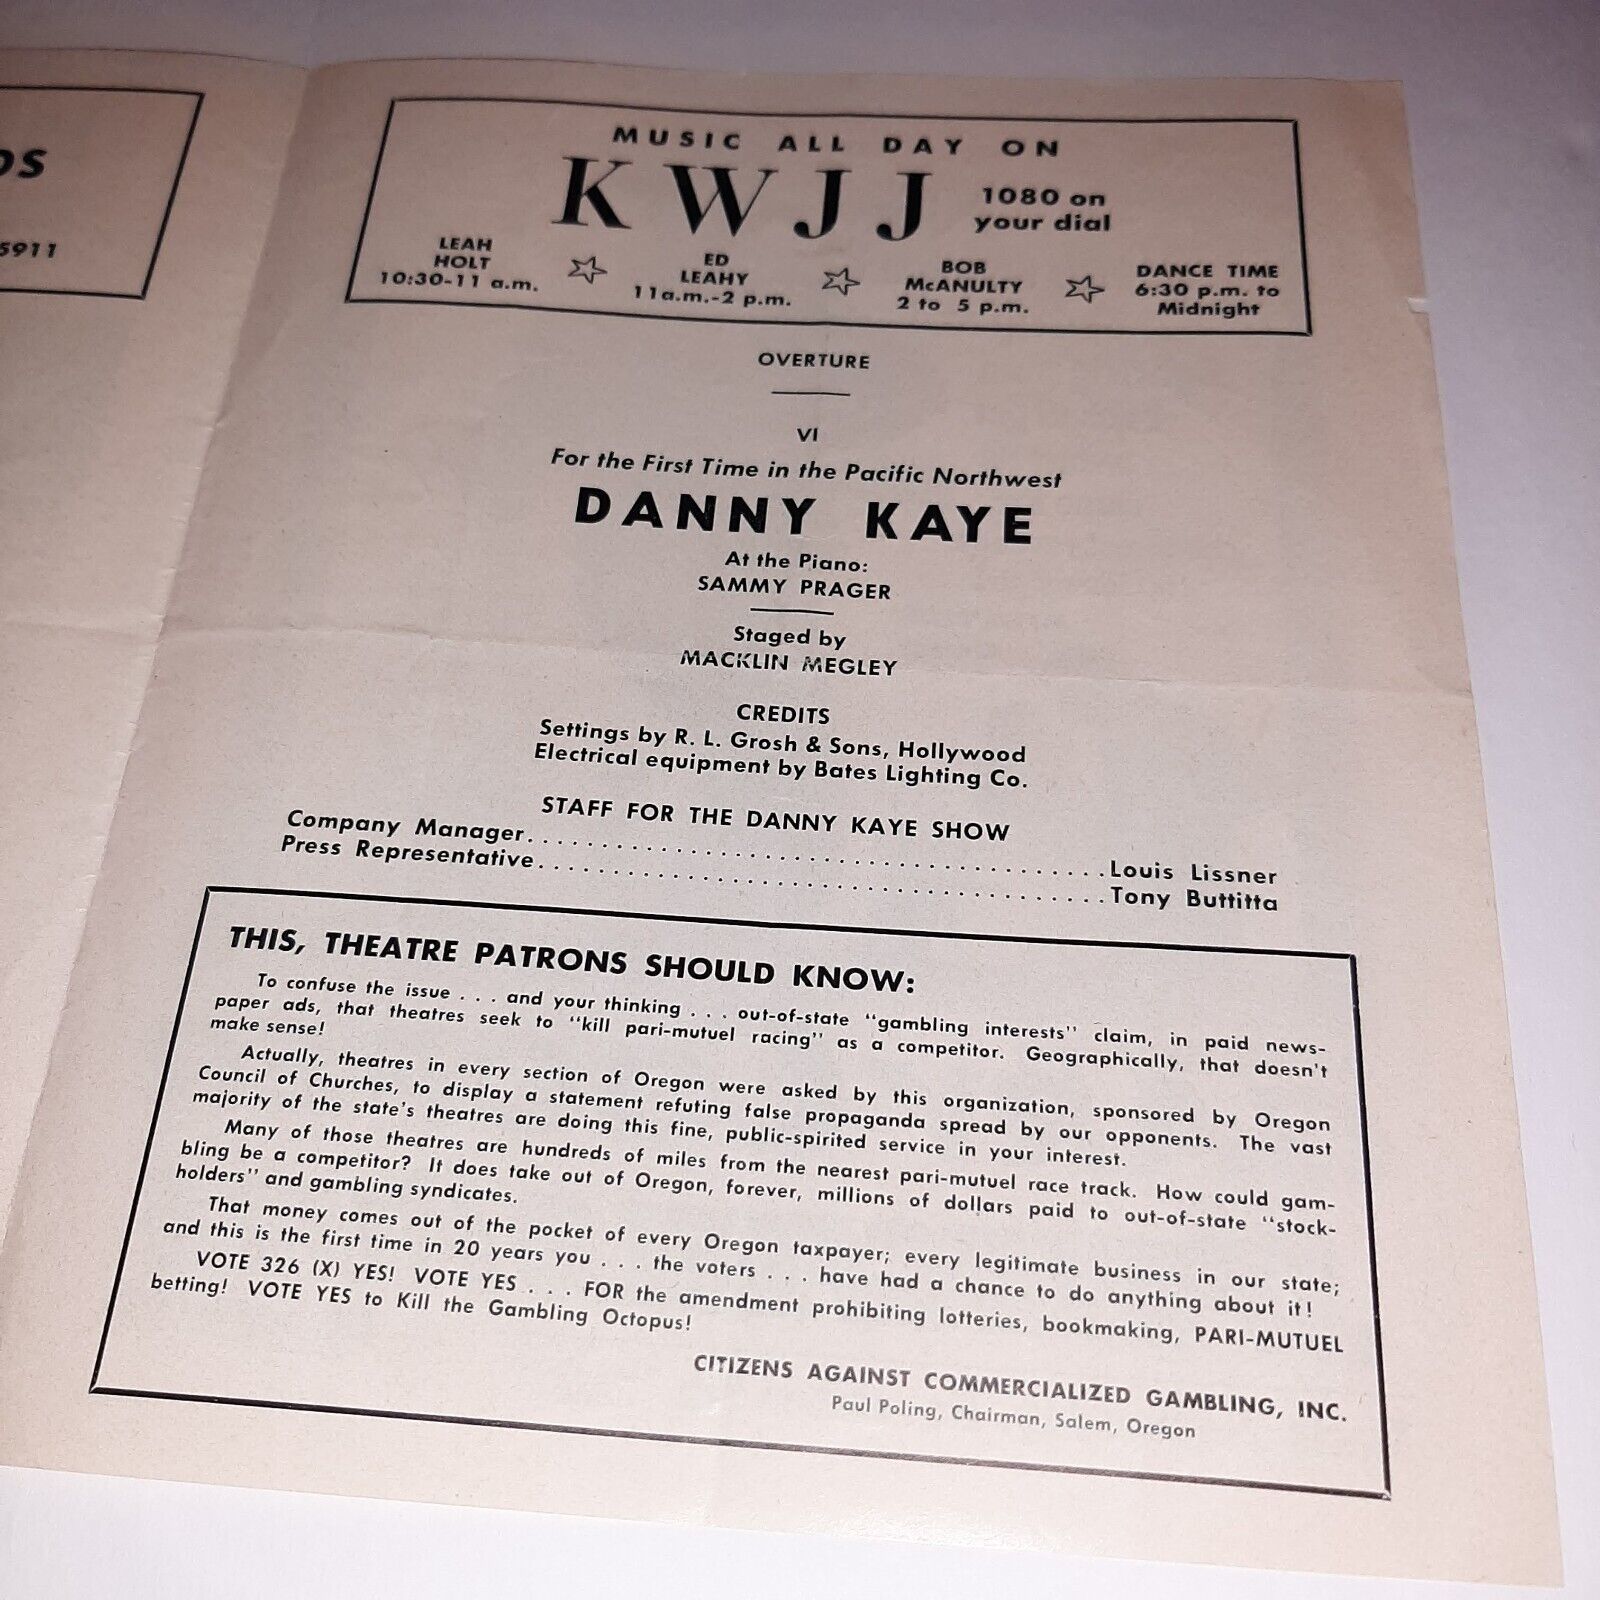 OS
5911
MUSIC ALL DAY ON
KWJJ
1080 on
your dial
LEAH
HOLT
10:30-11 a.m.
ED
LEAHY
11a.m.-2 p.m.
BOB
McANULTY
2 to 5 p.m.
DANCE TIME
6:30 p.m. to
Midnight
OVERTURE
VI
For the First Time in the Pacific Northwest
DANNY KAYE
At the Piano:
SAMMY PRAGER
Staged by
MACKLIN MEGLEY
CREDITS
Settings by R. L. Grosh & Sons, Hollywood
Electrical equipment by Bates Lighting Co.
STAFF FOR THE DANNY KAYE SHOW
Company Manager. . . . . . . . . . . . . . . . . . . . . . . . . . . . . . . . . . . . . . Louis Lissner
Press Representative. . . . . . . . . . . . . . . . . . . . . . . . . . . . . . . . . . . . . Tony Buttitta
THIS, THEATRE PATRONS SHOULD KNOW:
To confuse the issue . . . and your thinking . . . out-of-state "gambling interests" claim, in paid news-
paper ads, that theatres seek to "kill pari-mutuel racing" as a competitor. Geographically, that doesn't
make sense!
Actually, theatres in every section of Oregon were asked by this organization, sponsored by Oregon
Council of Churches, to display a statement refuting false propaganda spread by our opponents. The vast
majority of the state's theatres are doing this fine, public-spirited service in your interest.
Many of those theatres are hundreds of miles from the nearest pari-mutuel race track. How could gam-
bling be a competitor? It does take out of Oregon, forever, millions of dollars paid to out-of-state "stock-
holders" and gambling syndicates.
That money comes out of the pocket of every Oregon taxpayer; every legitimate business in our state;
and this is the first time in 20 years you . . . the voters . . . have had a chance to do anything about it!
VOTE 326 (X) YES! VOTE YES . . . FOR the amendment prohibiting lotteries, bookmaking, PARI-MUTUEL
betting! VOTE YES to Kill the Gambling Octopus!
CITIZENS AGAINST COMMERCIALIZED GAMBLING, INC.
Paul Poling, Chairman, Salem, Oregon